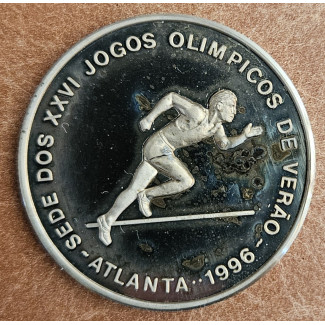 SEDE DOS XXVI JOGOS OLIMPICOS DE VERÃO
-ATLANTA··1996-